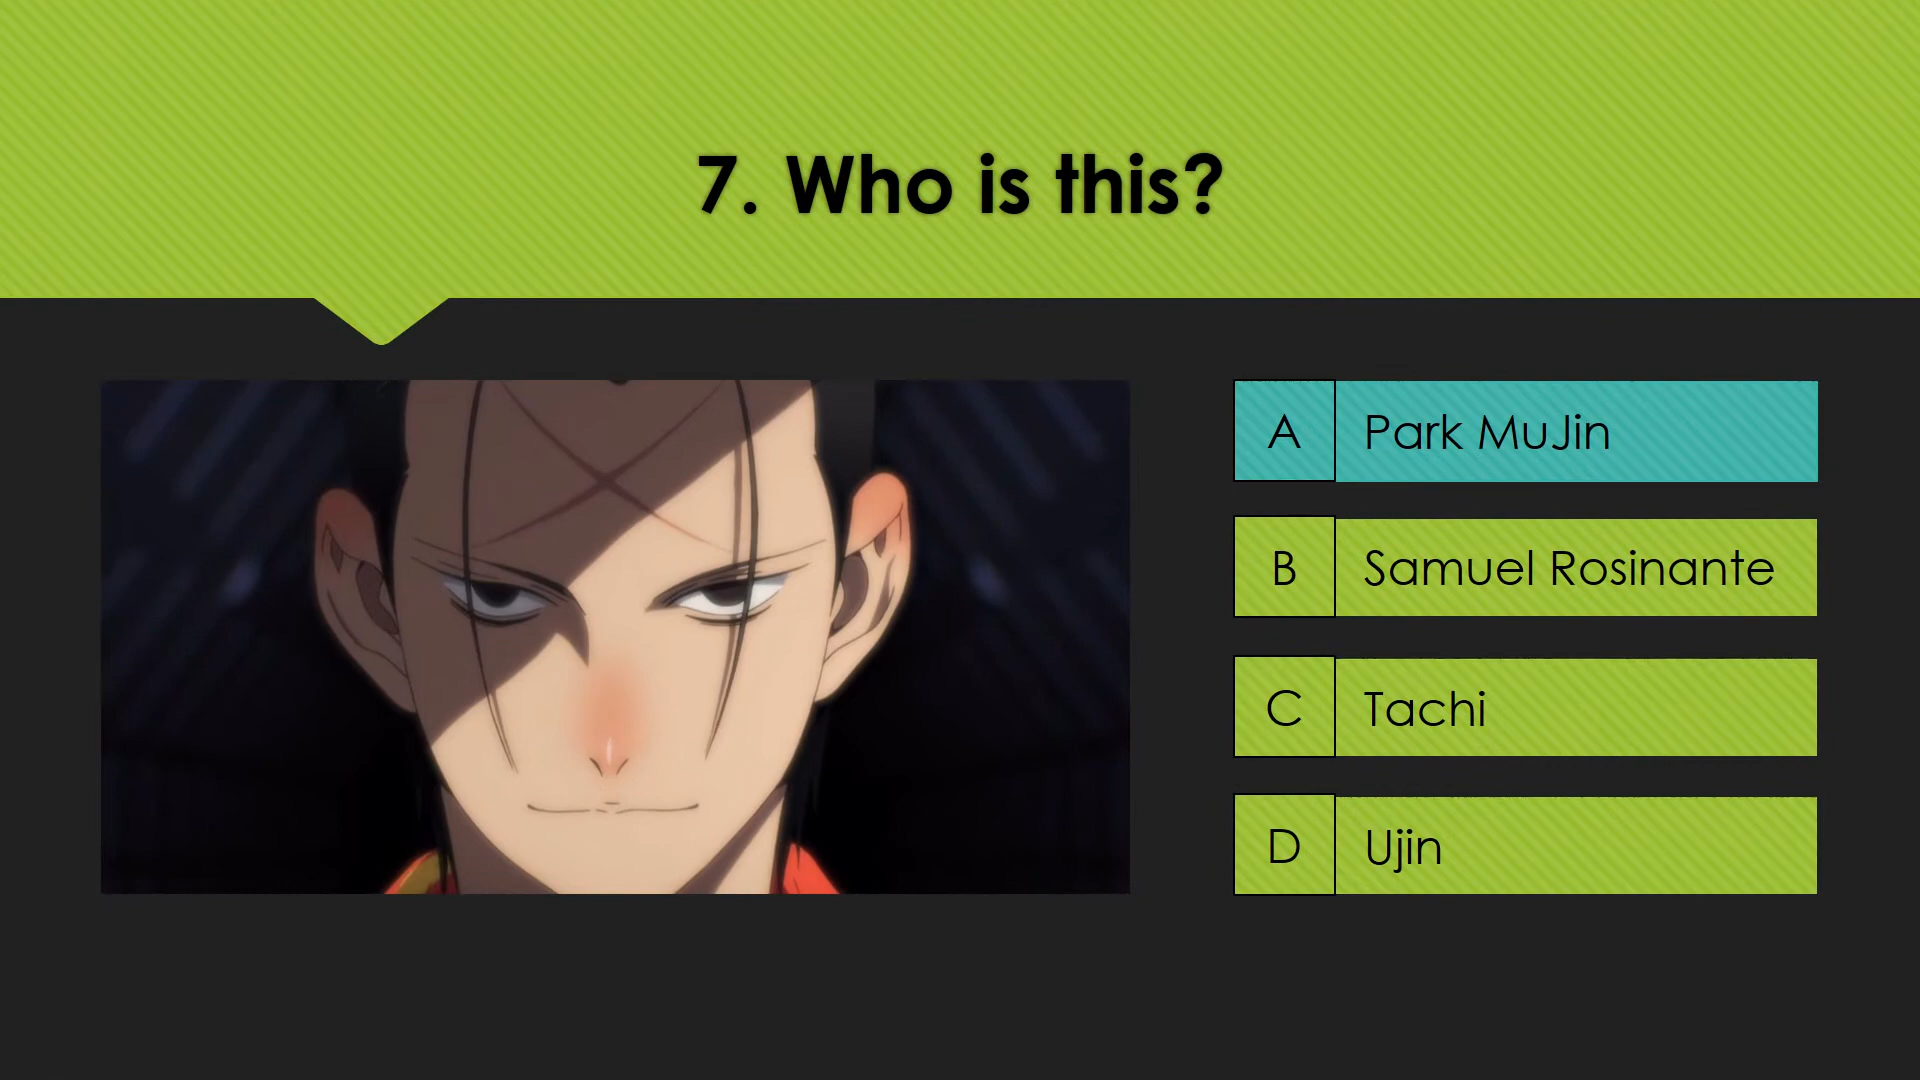 7. Who is this?
A Park MuJin
B Samuel Rosinante
C Tachi
D Ujin